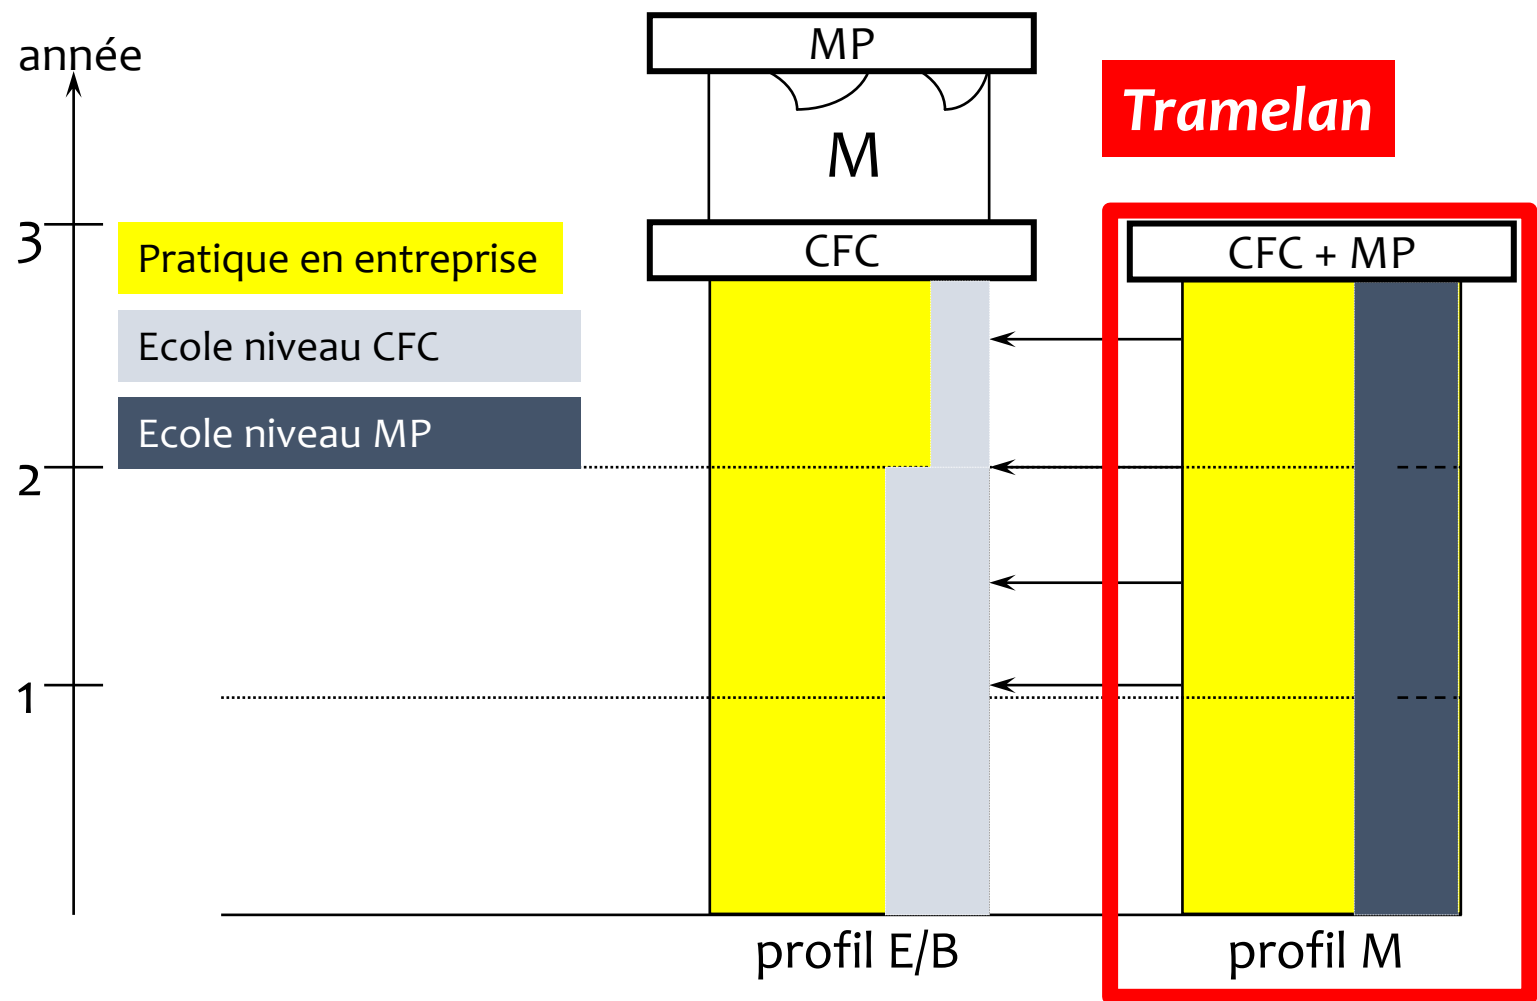 année
MP
Tramelan
M
3
CFC
CFC + MP
Pratique en entreprise
Ecole niveau CFC
Ecole niveau MP
2
1
profil E/B
profil M